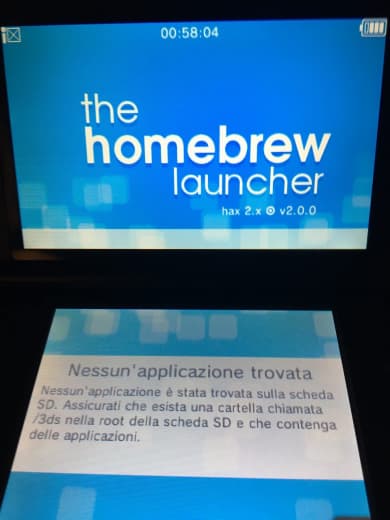 00:58:04
the
homebrew
launcher
hax 2.x v2.0.0
Nessun'applicazione trovata
Nessun'applicazione è stata trovata sulla scheda
SD. Assicurati che esista una cartella chiamata
/3ds nella root della scheda SD e che contenga
delle applicazioni.